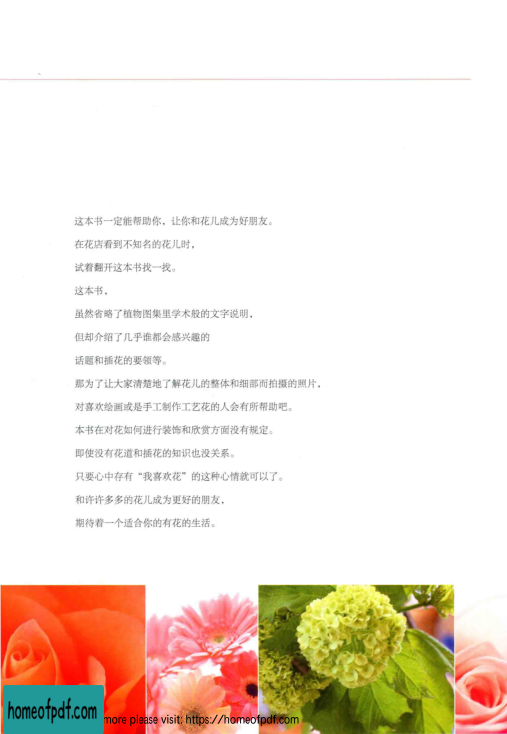 这本书一定能帮助你，让你和花儿成为好朋友。
在花店看到不知名的花儿时，
试着翻开这本书找一找。
这本书，
虽然省略了植物图集里学术般的文字说明，
但却介绍了几乎谁都会感兴趣的
话题和插花的要领等。
那为了让大家清楚地了解花儿的整体和细部而拍摄的照片，
对喜欢绘画或是手工制作工艺花的人会有所帮助吧。
本书在对花如何进行装饰和欣赏方面没有规定。
即使没有花道和插花的知识也没关系。
只要心中存有“我喜欢花”的这种心情就可以了。
和许许多多的花儿成为更好的朋友，
期待着一个适合你的有花的生活。
homeofpdf.com
more please visit: https://homeofpdf.com